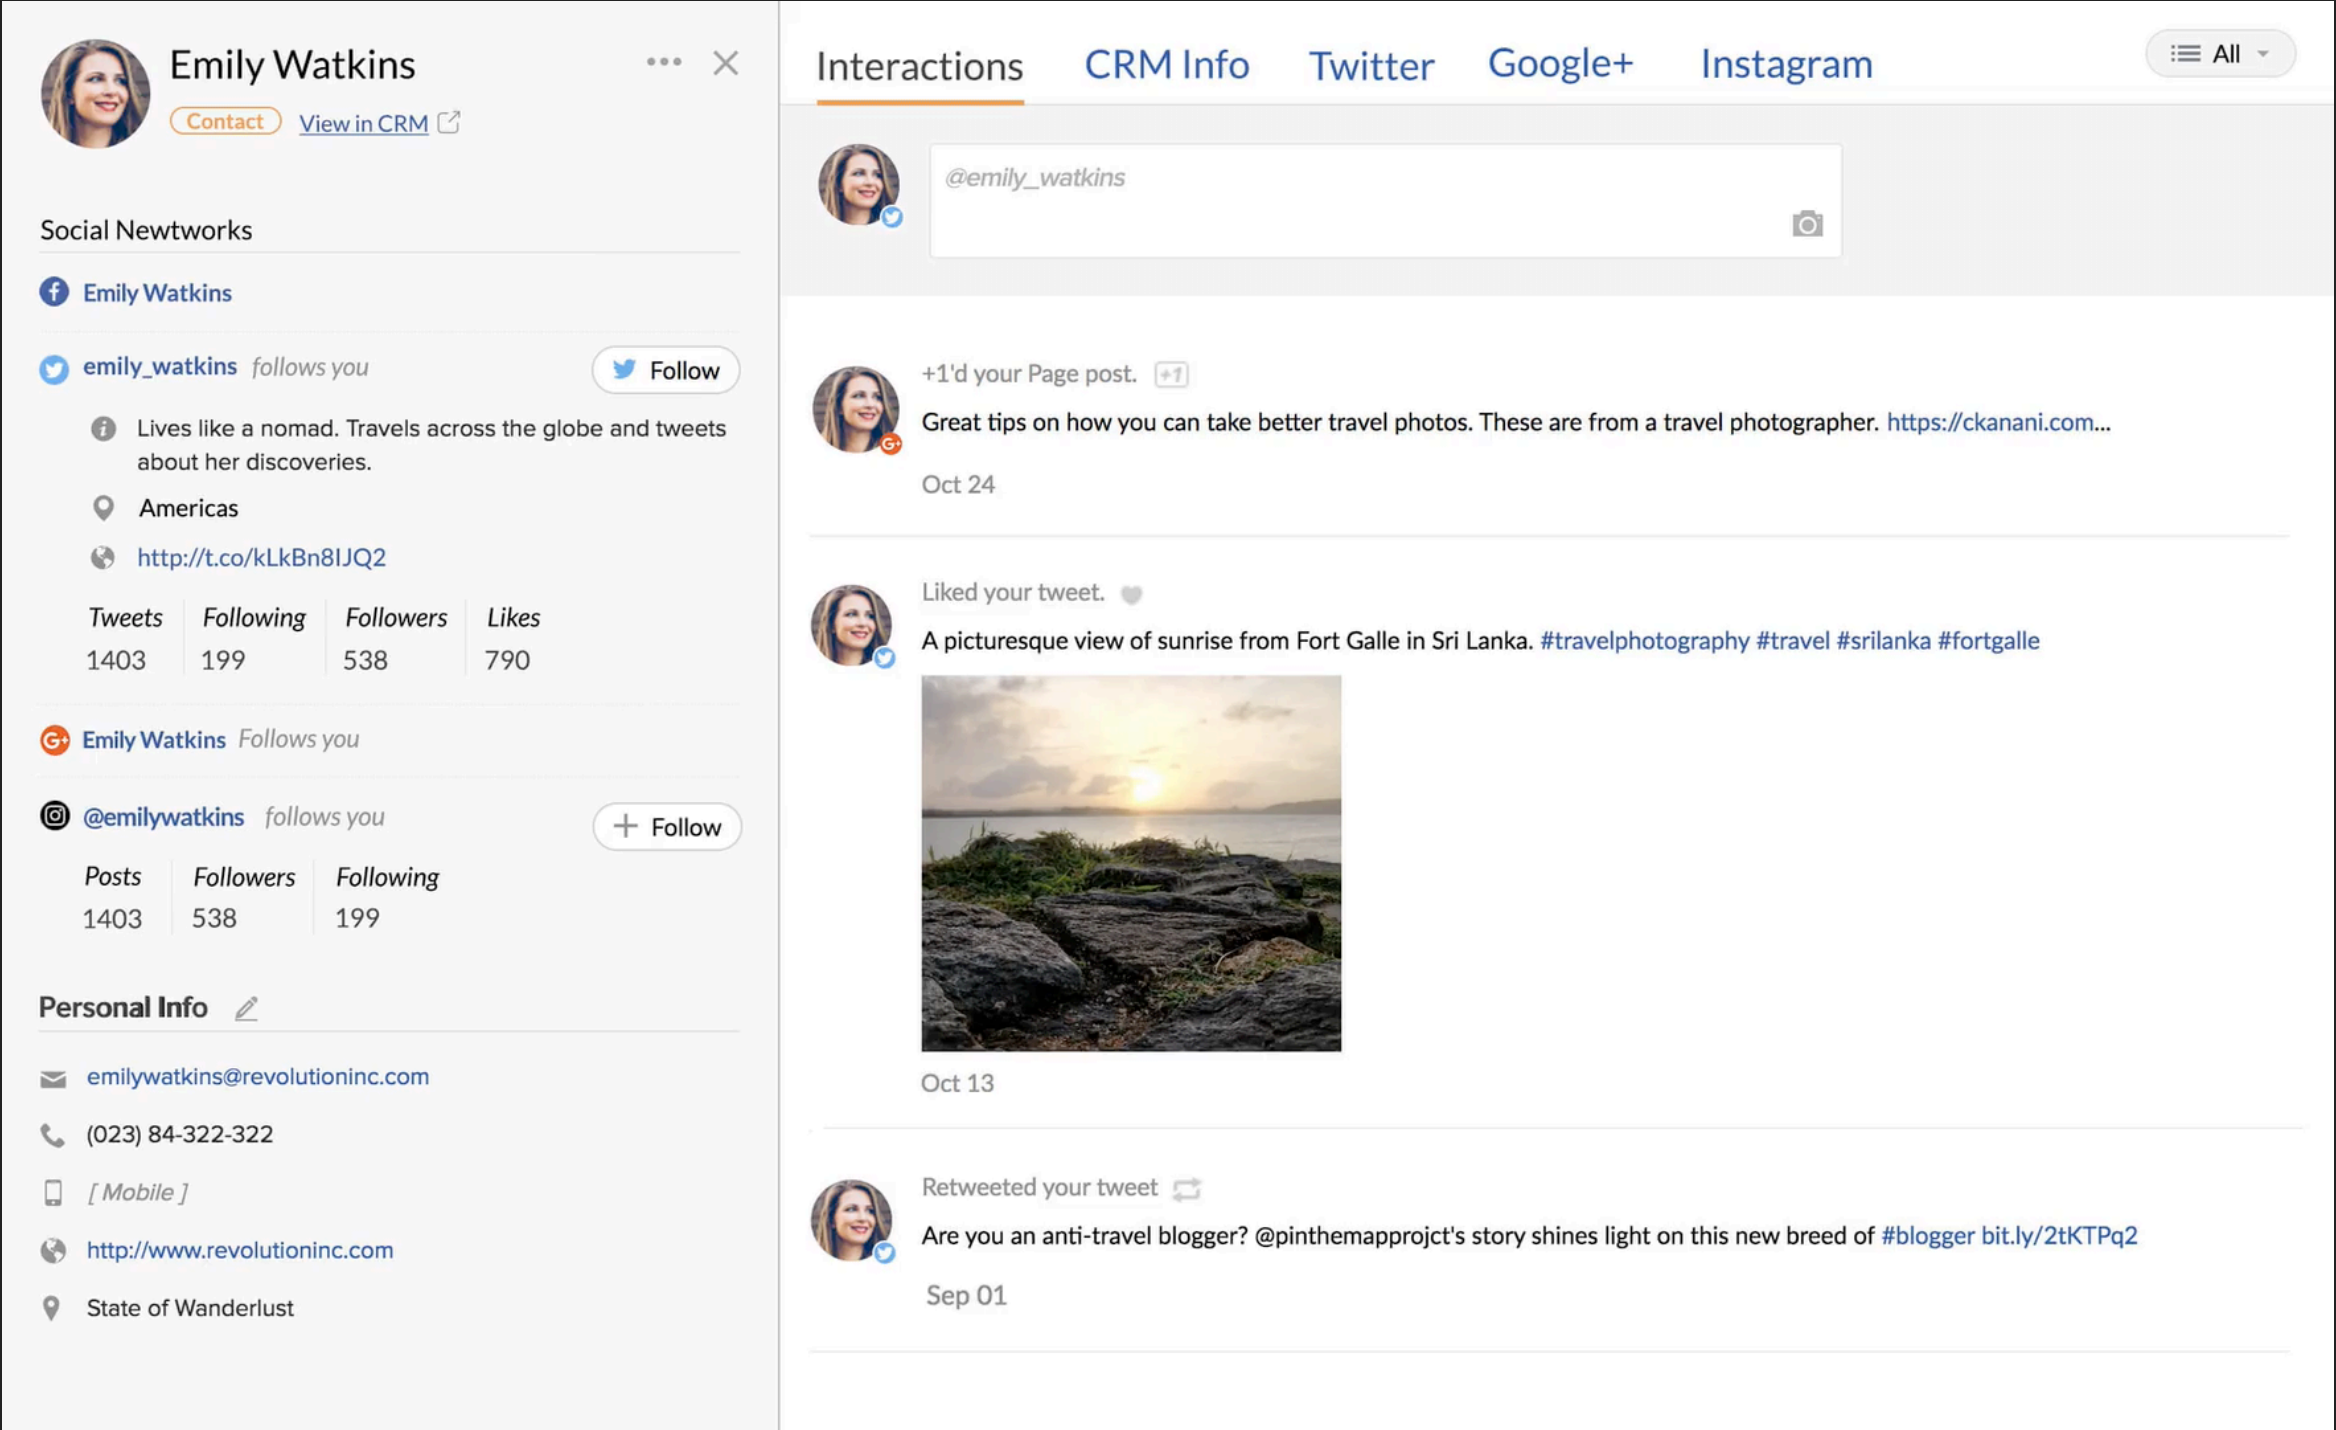 Emily Watkins
Contact View in CRM
Social Newtworks
Emily Watkins
emily_watkins follows you Follow
Lives like a nomad. Travels across the globe and tweets
about her discoveries.
Americas
http://t.co/kLkBn8IJQ2
Tweets Following Followers Likes
1403 199 538 790
G+ Emily Watkins Follows you
@emilywatkins follows you + Follow
Posts Followers Following
1403 538 199
Personal Info
emilywatkins@revolutioninc.com
(023) 84-322-322
[ Mobile ]
http://www.revolutioninc.com
State of Wanderlust
Interactions CRM Info Twitter Google+ Instagram All
@emily_watkins
+1'd your Page post. +1
Great tips on how you can take better travel photos. These are from a travel photographer. https://ckanani.com...
G+
Oct 24
Liked your tweet.
A picturesque view of sunrise from Fort Galle in Sri Lanka. #travelphotography #travel #srilanka #fortgalle
Oct 13
Retweeted your tweet
Are you an anti-travel blogger? @pinthemapprojct's story shines light on this new breed of #blogger bit.ly/2tKTPq2
Sep 01